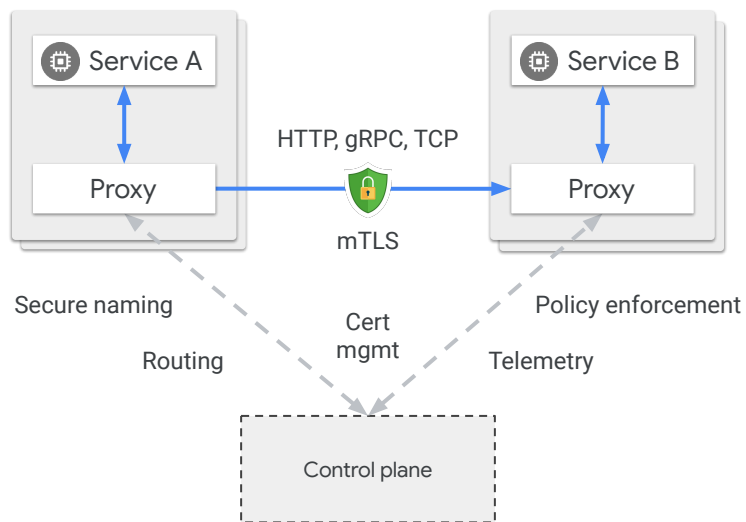 Service A
Service B
HTTP, gRPC, TCP
Proxy
Proxy
mTLS
Secure naming
Policy enforcement
Cert
mgmt
Routing
Telemetry
Control plane